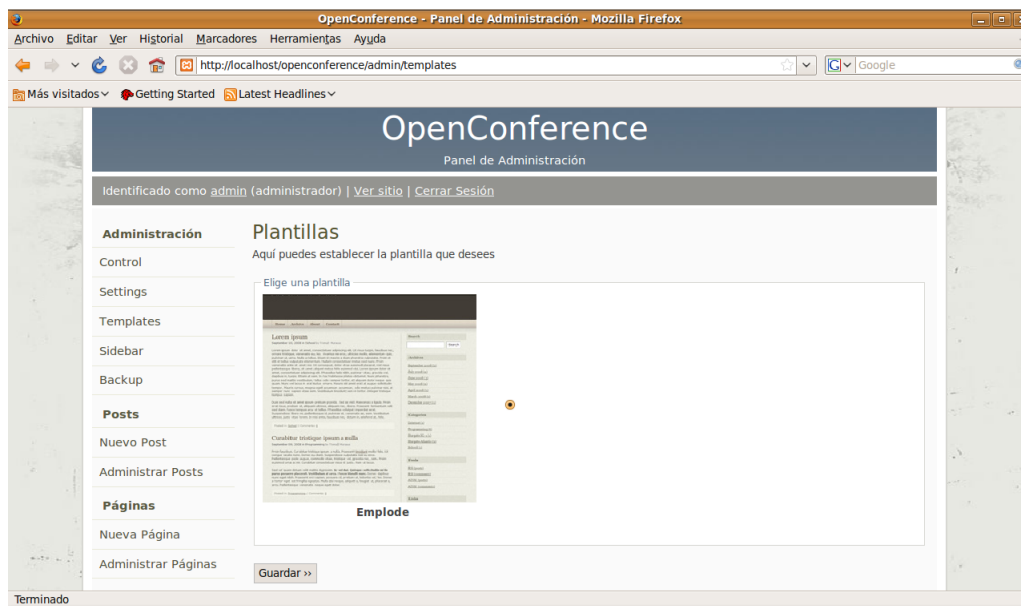 OpenConference - Panel de Administración - Mozilla Firefox
Archivo Editar Ver Historial Marcadores Herramientas Ayuda
http://localhost/openconference/admin/templates
Google
Más visitados Getting Started Latest Headlines
OpenConference
Panel de Administración
Identificado como admin (administrador) | Ver sitio | Cerrar Sesión
Administración
Control
Settings
Templates
Sidebar
Backup
Posts
Nuevo Post
Administrar Posts
Páginas
Nueva Página
Administrar Páginas
Plantillas
Aquí puedes establecer la plantilla que desees
Elige una plantilla
Lorem ipsum
Curabitur tristique ipsum a nulla
Emplode
Guardar ››
Terminado